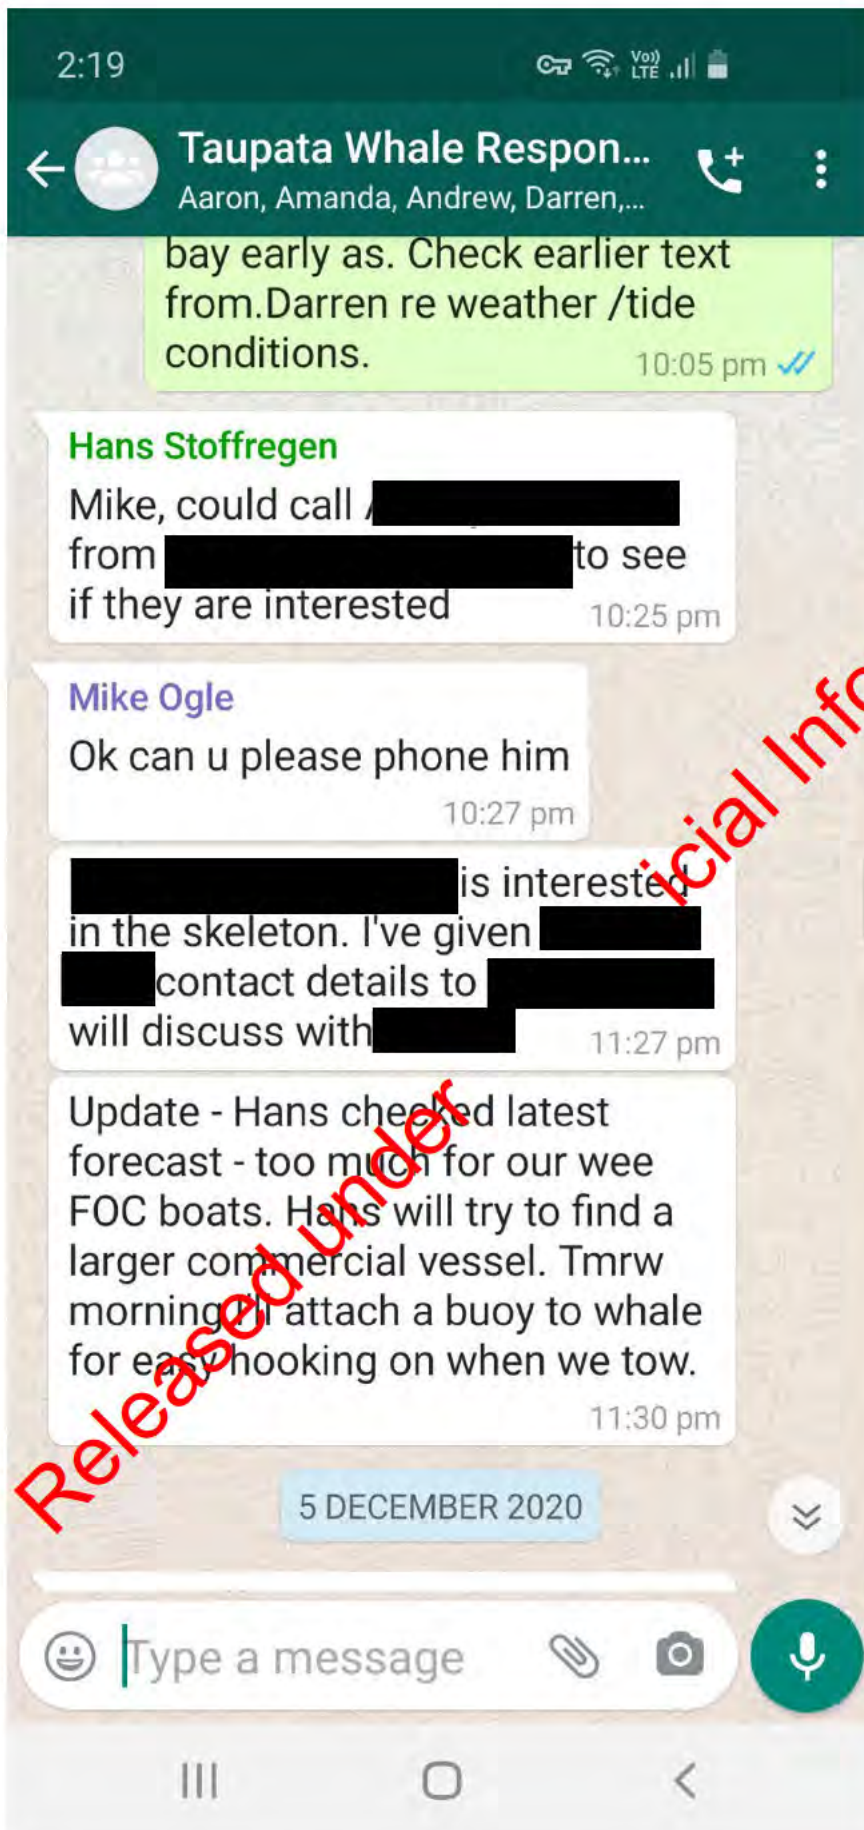 2:19
Vo)) LTE
Taupata Whale Respon...
Aaron, Amanda, Andrew, Darren,...
bay early as. Check earlier text
from.Darren re weather /tide
conditions.
10:05 pm
Hans Stoffregen
Mike, could call
from to see
if they are interested
10:25 pm
Mike Ogle
Ok can u please phone him
10:27 pm
is interested
in the skeleton. I've given
contact details to
will discuss with
11:27 pm
Update - Hans checked latest
forecast - too much for our wee
FOC boats. Hans will try to find a
larger commercial vessel. Tmrw
morning I'll attach a buoy to whale
for easy hooking on when we tow.
11:30 pm
5 DECEMBER 2020
Type a message
Released under
icial Info